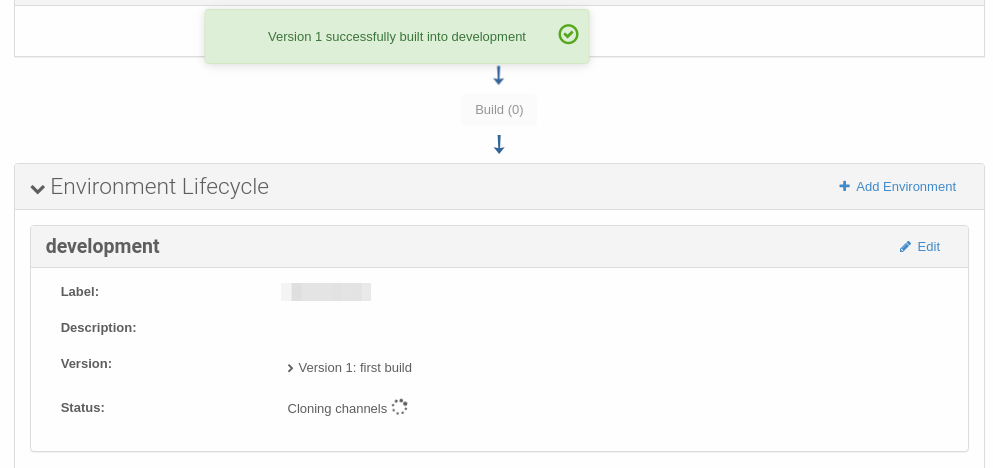 Version 1 successfully built into development
Build (0)
Environment Lifecycle
Add Environment
development
Edit
Label:
Description:
Version:
Version 1: first build
Status:
Cloning channels